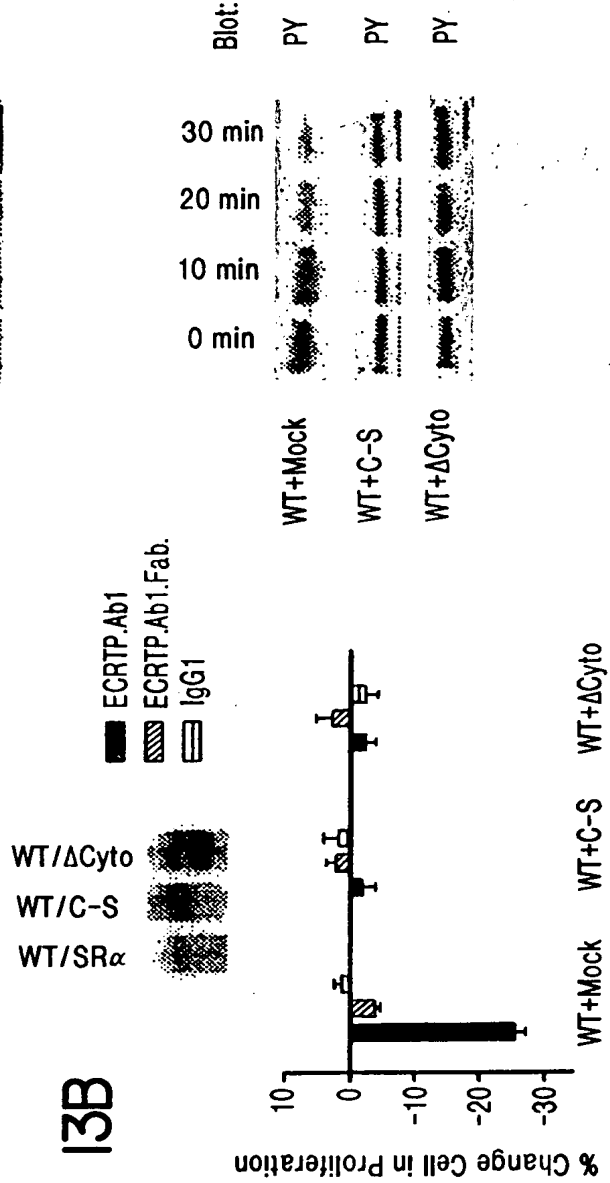 13B
WT/SRα
WT/C-S
WT/ΔCyto
ECRTP.Ab1
ECRTP.Ab1.Fab.
IgG1
% Change Cell in Proliferation
10
0
-10
-20
-30
WT+Mock
WT+C-S
WT+ΔCyto
0 min
10 min
20 min
30 min
Blot:
WT+Mock
PY
WT+C-S
PY
WT+ΔCyto
PY